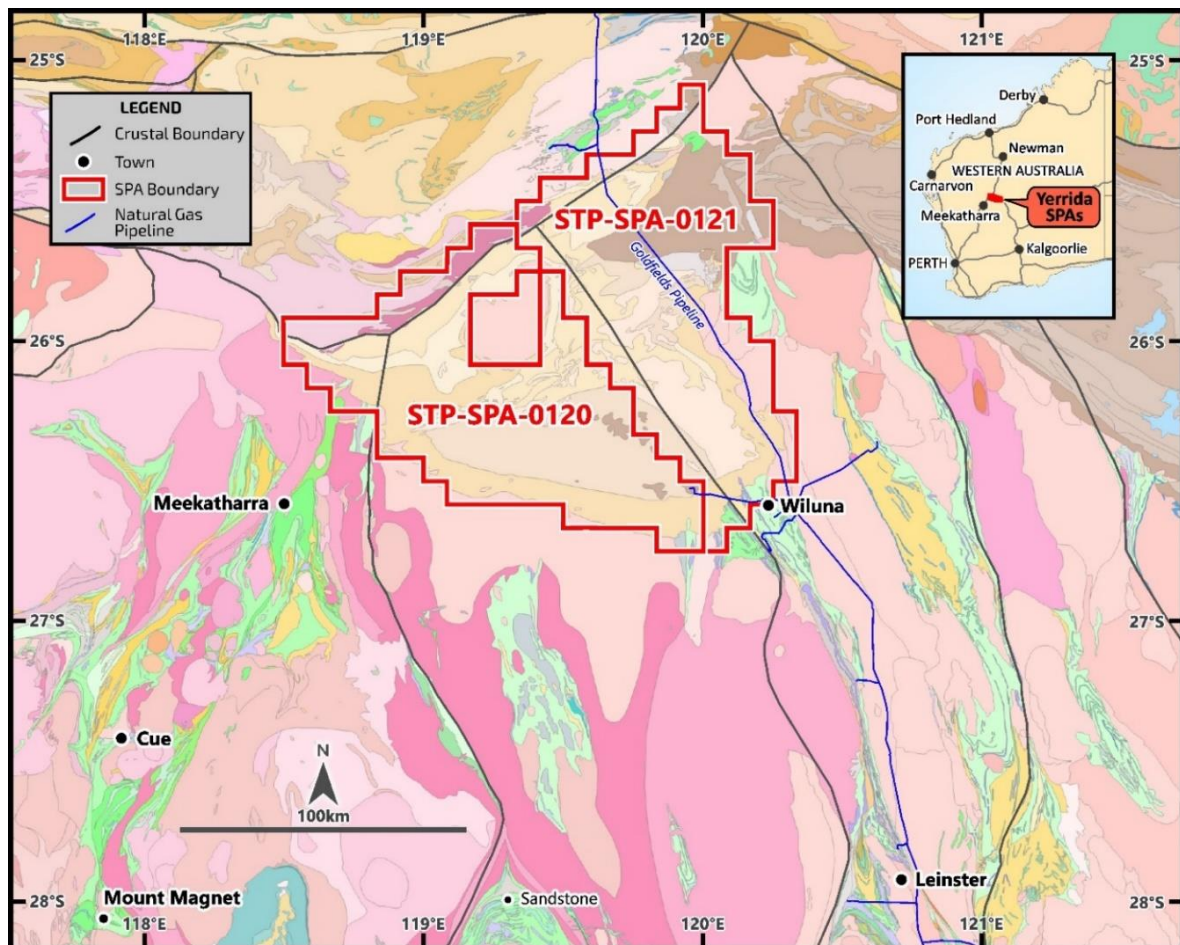 118°E
119°E
120°E
121°E
25°S
25°S
LEGEND
Crustal Boundary
Town
SPA Boundary
Natural Gas
Pipeline
Derby
Port Hedland
Newman
WESTERN AUSTRALIA
Carnarvon
Meekatharra
Yerrida
SPAs
Kalgoorlie
PERTH
STP-SPA-0121
Goldfields Pipeline
26°S
26°S
STP-SPA-0120
Meekatharra
Wiluna
27°S
27°S
Cue
N
100km
Mount Magnet
Sandstone
Leinster
28°S
28°S
118°E
119°E
120°E
121°E